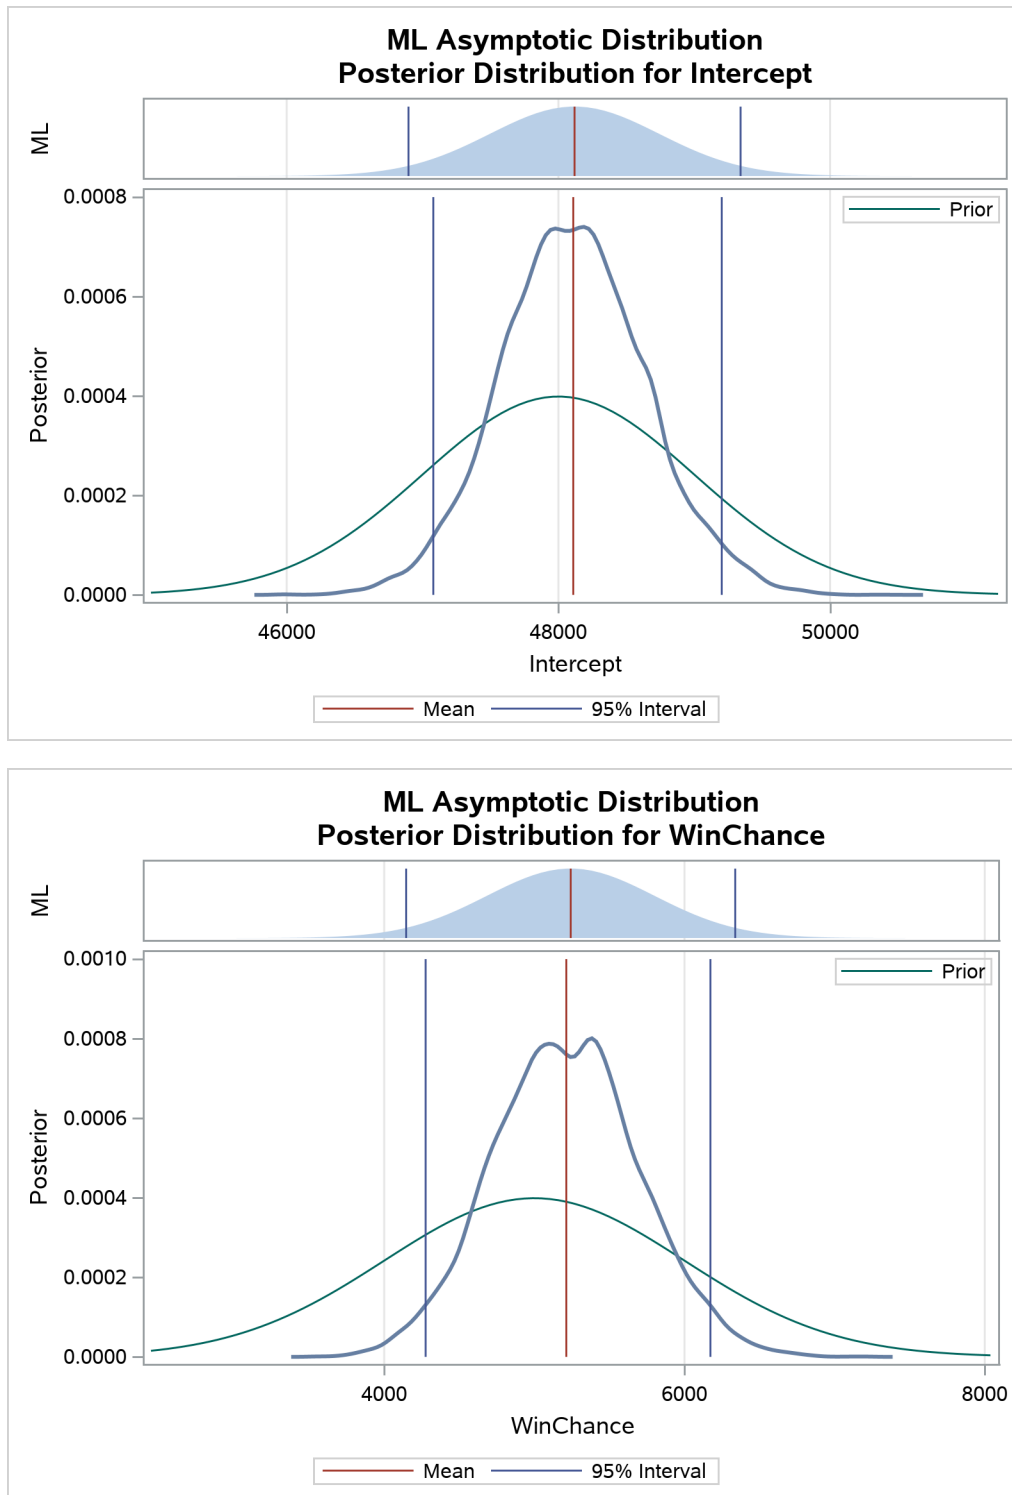 ML Asymptotic Distribution
Posterior Distribution for Intercept
ML
Posterior
0.0008
0.0006
0.0004
0.0002
0.0000
Prior
46000 48000 50000
Intercept
Mean 95% Interval
ML Asymptotic Distribution
Posterior Distribution for WinChance
ML
Posterior
0.0010
0.0008
0.0006
0.0004
0.0002
0.0000
Prior
4000 6000 8000
WinChance
Mean 95% Interval